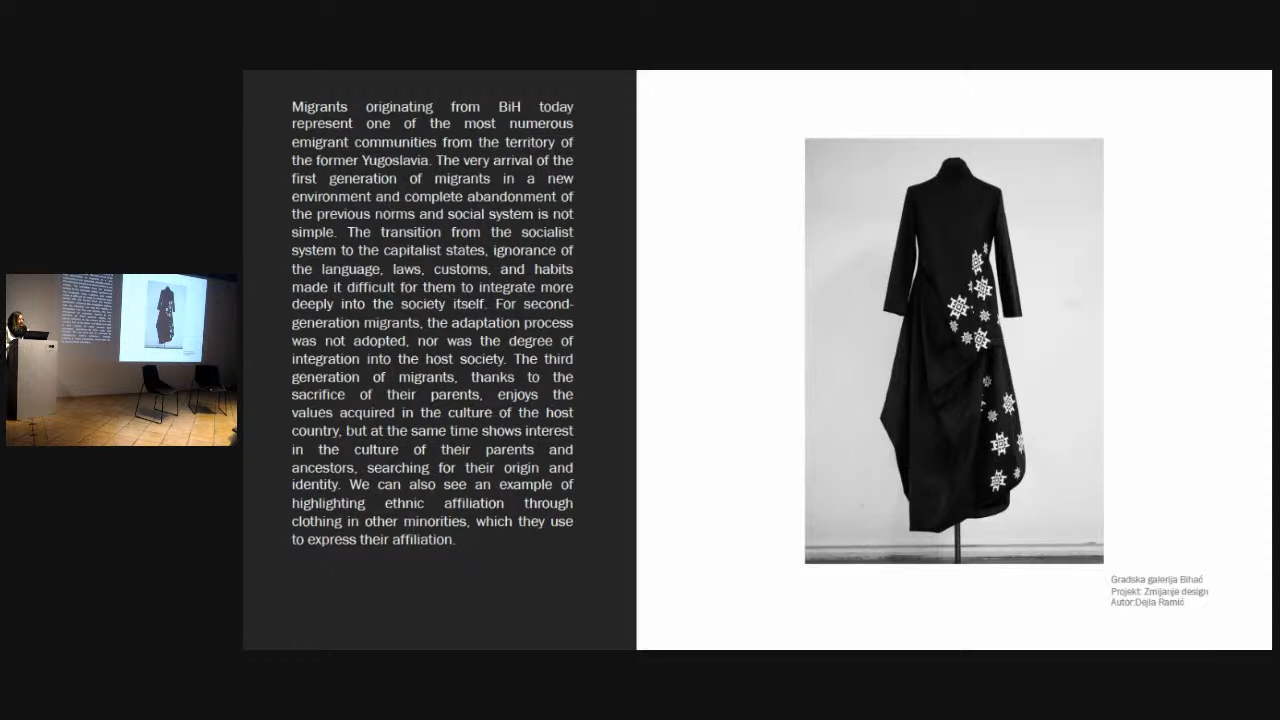 Migrants originating from BiH today
represent one of the most numerous
emigrant communities from the territory of
the former Yugoslavia. The very arrival of the
first generation of migrants in a new
environment and complete abandonment of
the previous norms and social system is not
simple. The transition from the socialist
system to the capitalist states, ignorance of
the language, laws, customs, and habits
made it difficult for them to integrate more
deeply into the society itself. For second-
generation migrants, the adaptation process
was not adopted, nor was the degree of
integration into the host society. The third
generation of migrants, thanks to the
sacrifice of their parents, enjoys the
values acquired in the culture of the host
country, but at the same time shows interest
in the culture of their parents and
ancestors, searching for their origin and
identity. We can also see an example of
highlighting ethnic affiliation through
clothing in other minorities, which they use
to express their affiliation.
Gradska galerija Bihać
Projekt: Zmijanje design
Autor:Dejla Ramić